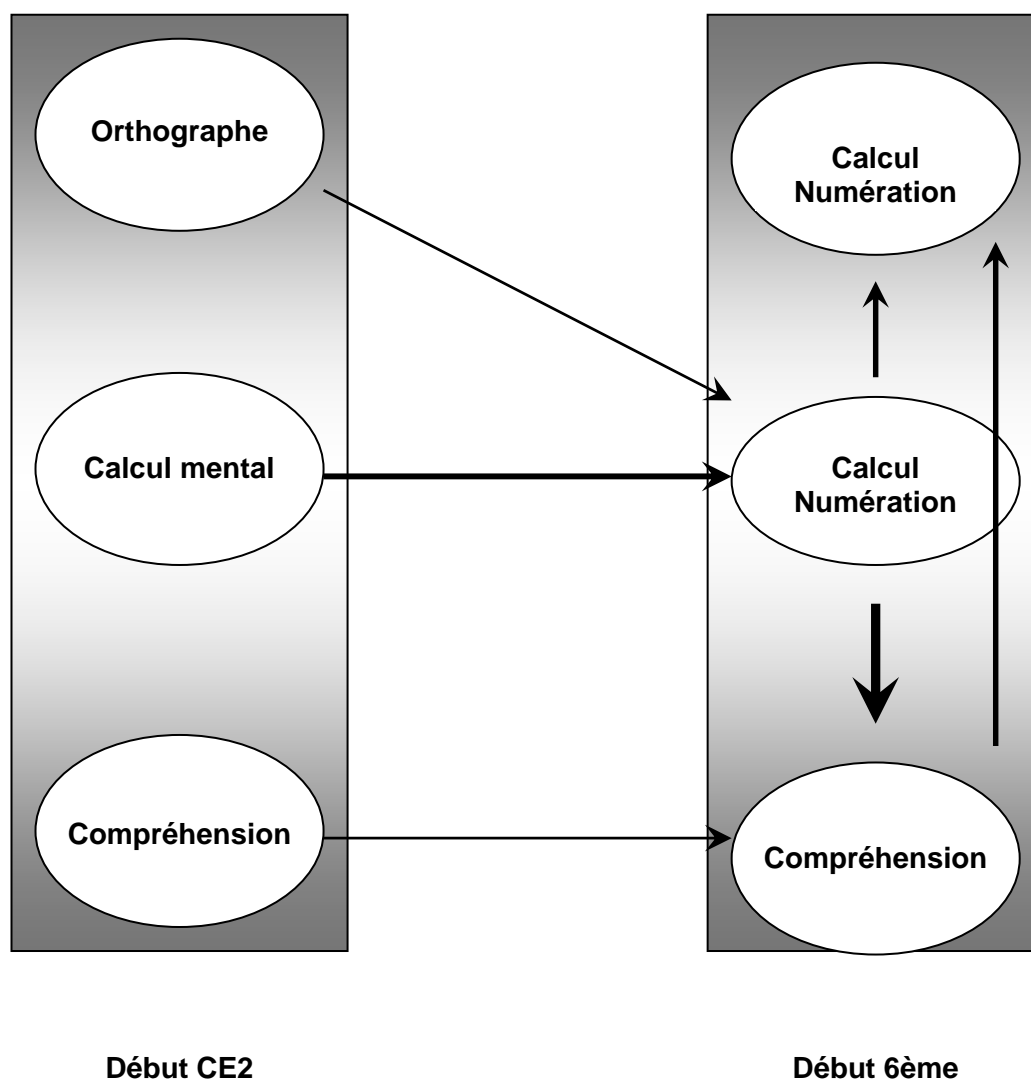 Orthographe
Calcul
Numération
Calcul mental
Calcul
Numération
Compréhension
Compréhension
Début CE2
Début 6ème